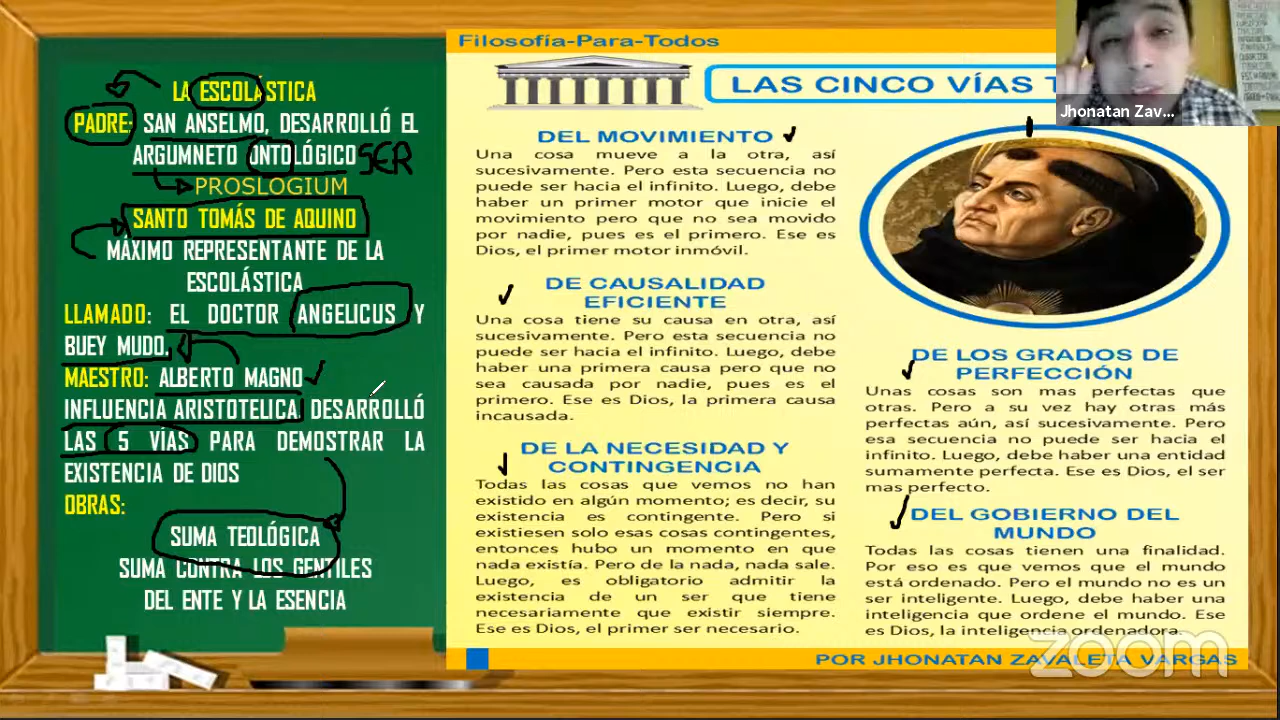 LA ESCOLÁSTICA
PADRE: SAN ANSELMO, DESARROLLÓ EL
ARGUMNETO ONTOLÓGICO SER
PROSLOGIUM
SANTO TOMÁS DE AQUINO
MÁXIMO REPRESENTANTE DE LA
ESCOLÁSTICA
LLAMADO: EL DOCTOR ANGELICUS Y
BUEY MUDO.
MAESTRO: ALBERTO MAGNO
INFLUENCIA ARISTOTELICA. DESARROLLÓ
LAS 5 VÍAS PARA DEMOSTRAR LA
EXISTENCIA DE DIOS
OBRAS:
SUMA TEOLÓGICA
SUMA CONTRA LOS GENTILES
DEL ENTE Y LA ESENCIA
Filosofía-Para-Todos
LAS CINCO VÍAS T
DEL MOVIMIENTO
Una cosa mueve a la otra, así
sucesivamente. Pero esta secuencia no
puede ser hacia el infinito. Luego, debe
haber un primer motor que inicie el
movimiento pero que no sea movido
por nadie, pues es el primero. Ese es
Dios, el primer motor inmóvil.
DE CAUSALIDAD
EFICIENTE
Una cosa tiene su causa en otra, así
sucesivamente. Pero esta secuencia no
puede ser hacia el infinito. Luego, debe
haber una primera causa pero que no
sea causada por nadie, pues es el
primero. Ese es Dios, la primera causa
incausada.
DE LA NECESIDAD Y
CONTINGENCIA
Todas las cosas que vemos no han
existido en algún momento; es decir, su
existencia es contingente. Pero si
existiesen solo esas cosas contingentes,
entonces hubo un momento en que
nada existía. Pero de la nada, nada sale.
Luego, es obligatorio admitir la
existencia de un ser que tiene
necesariamente que existir siempre.
Ese es Dios, el primer ser necesario.
DE LOS GRADOS DE
PERFECCIÓN
Unas cosas son mas perfectas que
otras. Pero a su vez hay otras más
perfectas aún, así sucesivamente. Pero
esa secuencia no puede ser hacia el
infinito. Luego, debe haber una entidad
sumamente perfecta. Ese es Dios, el ser
mas perfecto.
DEL GOBIERNO DEL
MUNDO
Todas las cosas tienen una finalidad.
Por eso es que vemos que el mundo
está ordenado. Pero el mundo no es un
ser inteligente. Luego, debe haber una
inteligencia que ordene el mundo. Ese
es Dios, la inteligencia ordenadora.
POR JHONATAN ZAVALETA VARGAS
Jhonatan Zav...
zoom